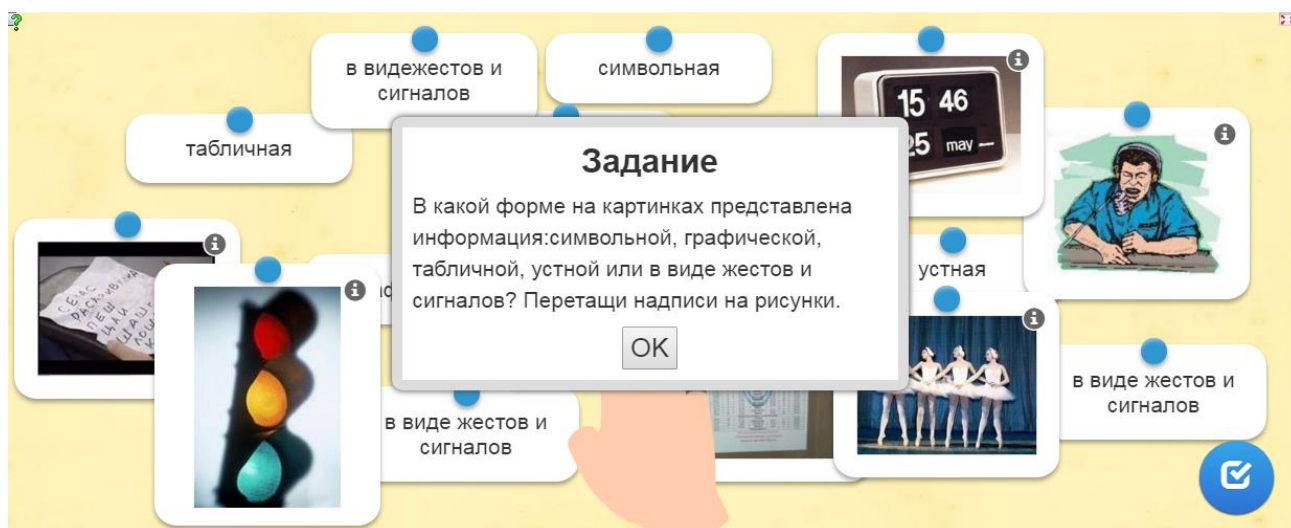 в видежестов и
сигналов
символьная
15 46
25 may
табличная
Задание
В какой форме на картинках представлена
информация:символьной, графической,
табличной, устной или в виде жестов и
сигналов? Перетащи надписи на рисунки.
OK
устная
в виде жестов и
сигналов
в виде жестов и
сигналов